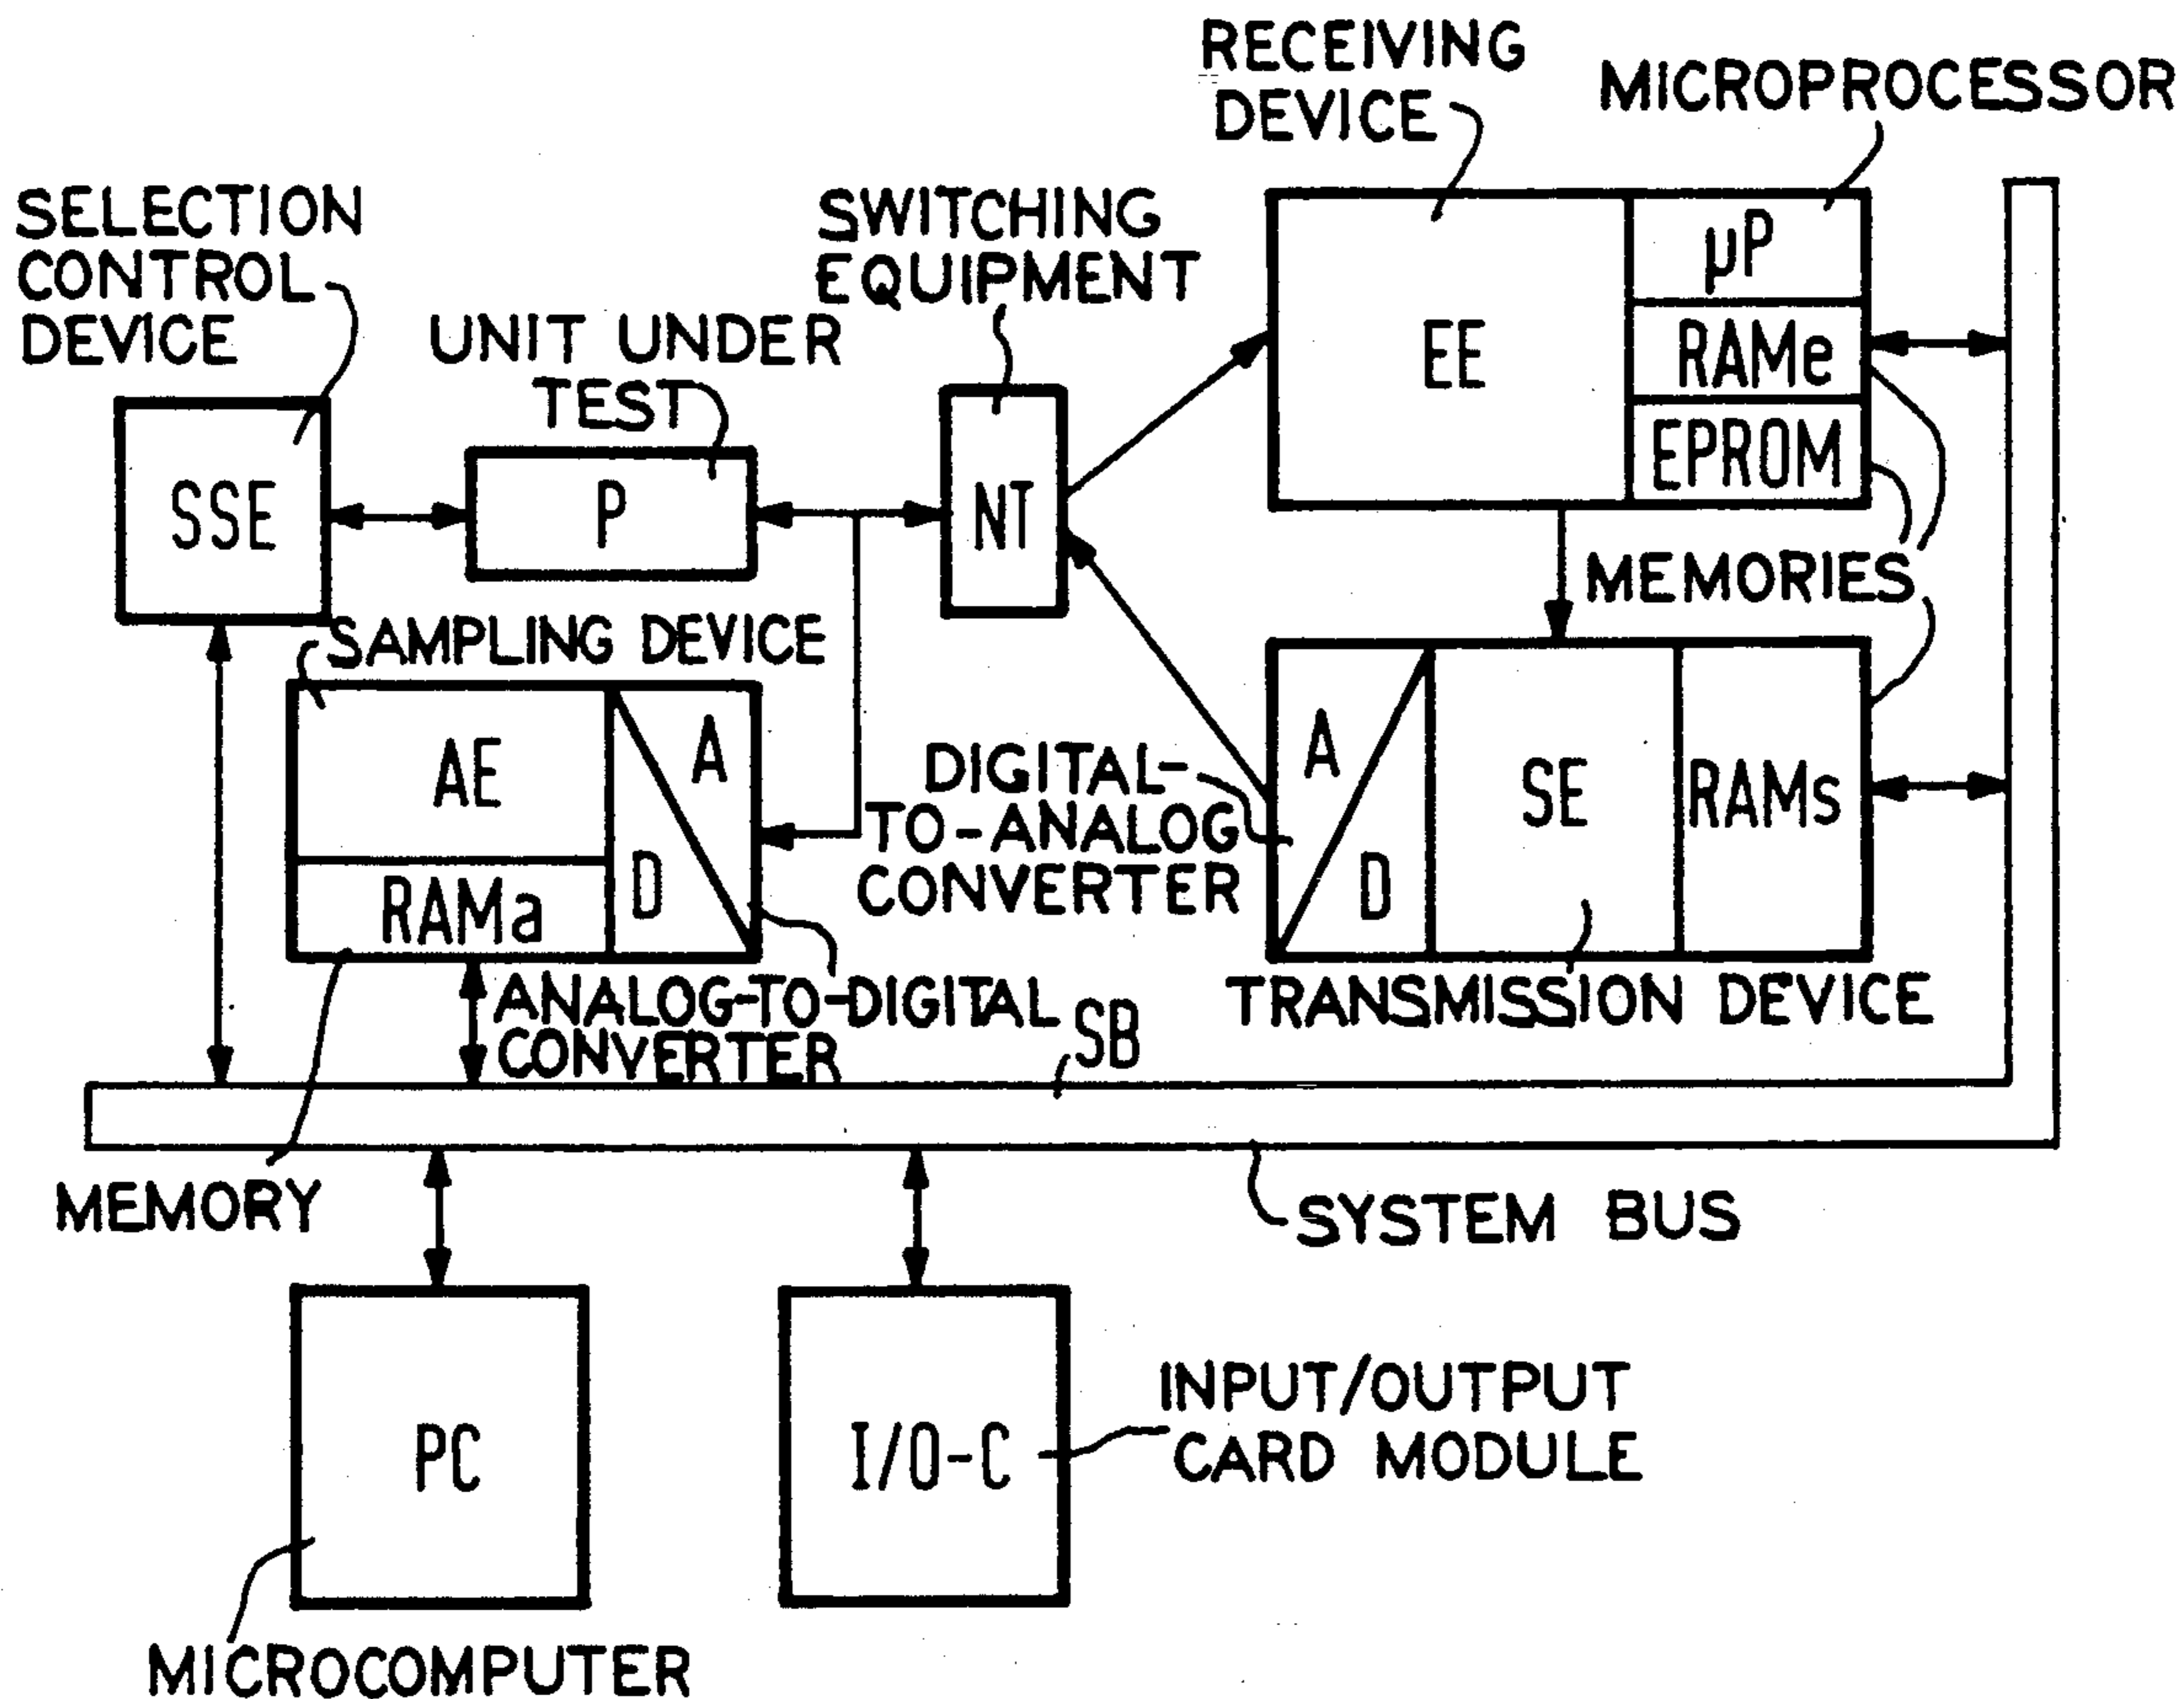 RECEIVING
DEVICE
MICROPROCESSOR
SELECTION
CONTROL
DEVICE
SWITCHING
EQUIPMENT
UNIT UNDER
TEST
µP
RAMe
EPROM
EE
SSE
P
NT
MEMORIES
SAMPLING DEVICE
AE
A
D
RAMa
DIGITAL-
TO-ANALOG
CONVERTER
A
D
SE
RAMs
ANALOG-TO-DIGITAL
CONVERTER
SB
TRANSMISSION DEVICE
MEMORY
SYSTEM BUS
PC
I/O-C
INPUT/OUTPUT
CARD MODULE
MICROCOMPUTER